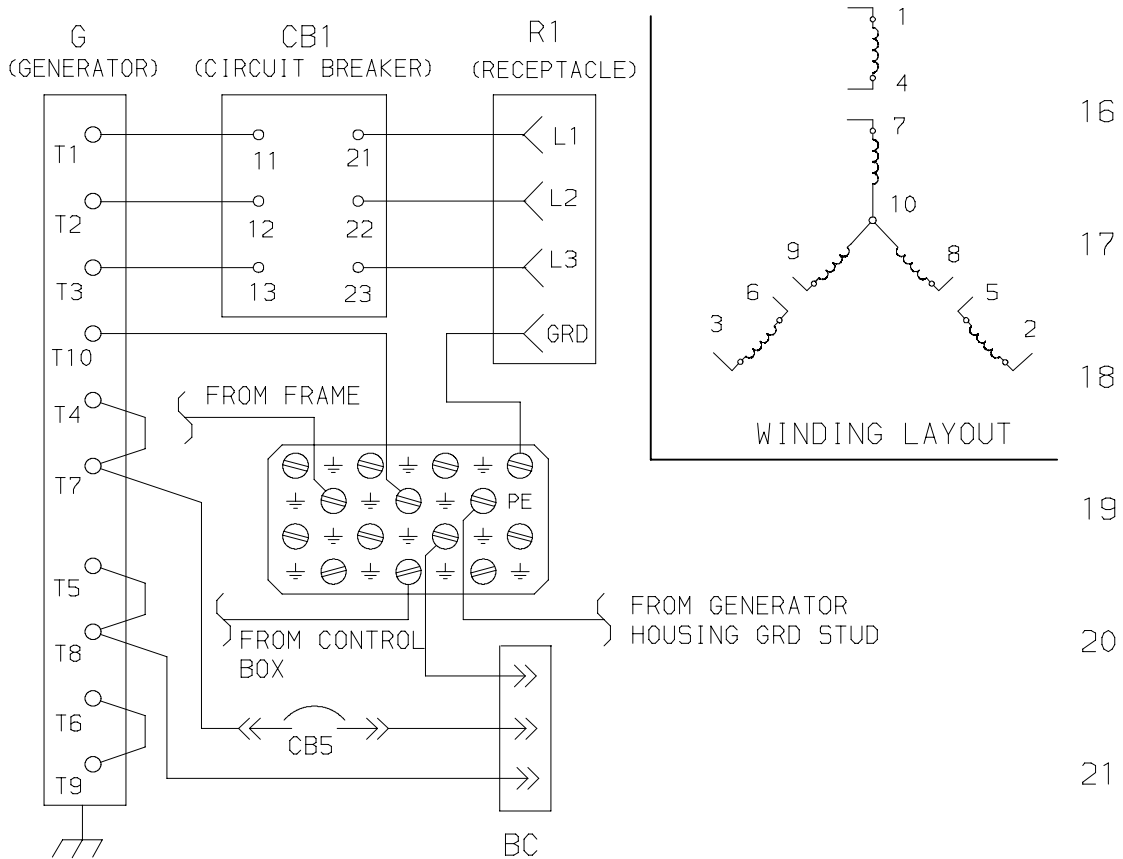 G
(GENERATOR)
CB1
(CIRCUIT BREAKER)
R1
(RECEPTACLE)
T1
T2
T3
T10
T4
T7
T5
T8
T6
T9
11
21
12
22
13
23
L1
L2
L3
GRD
FROM FRAME
PE
FROM CONTROL
BOX
FROM GENERATOR
HOUSING GRD STUD
CB5
BC
1
4
7
10
9
8
6
5
3
2
WINDING LAYOUT
16
17
18
19
20
21